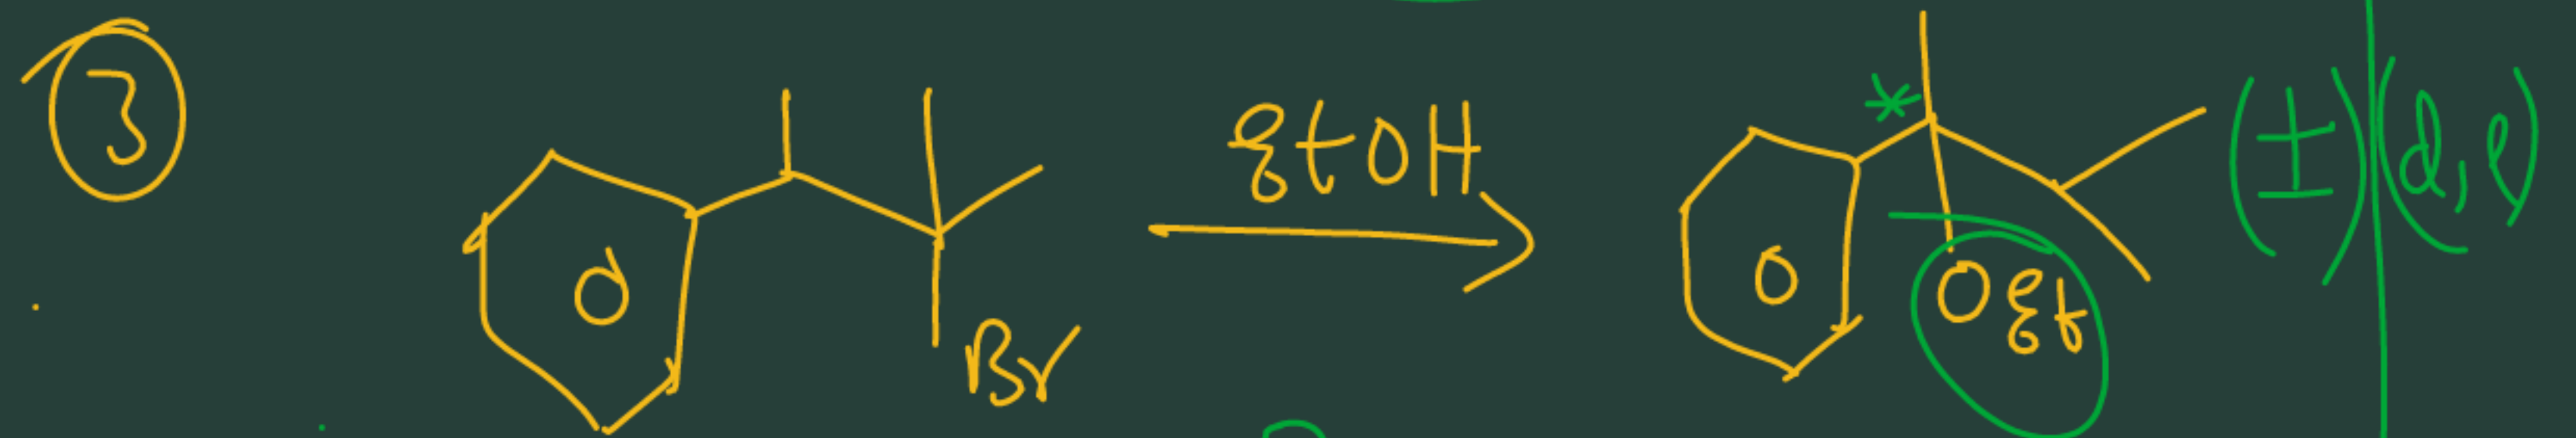 ③ Br EtOH * OEt (±) (d, l)